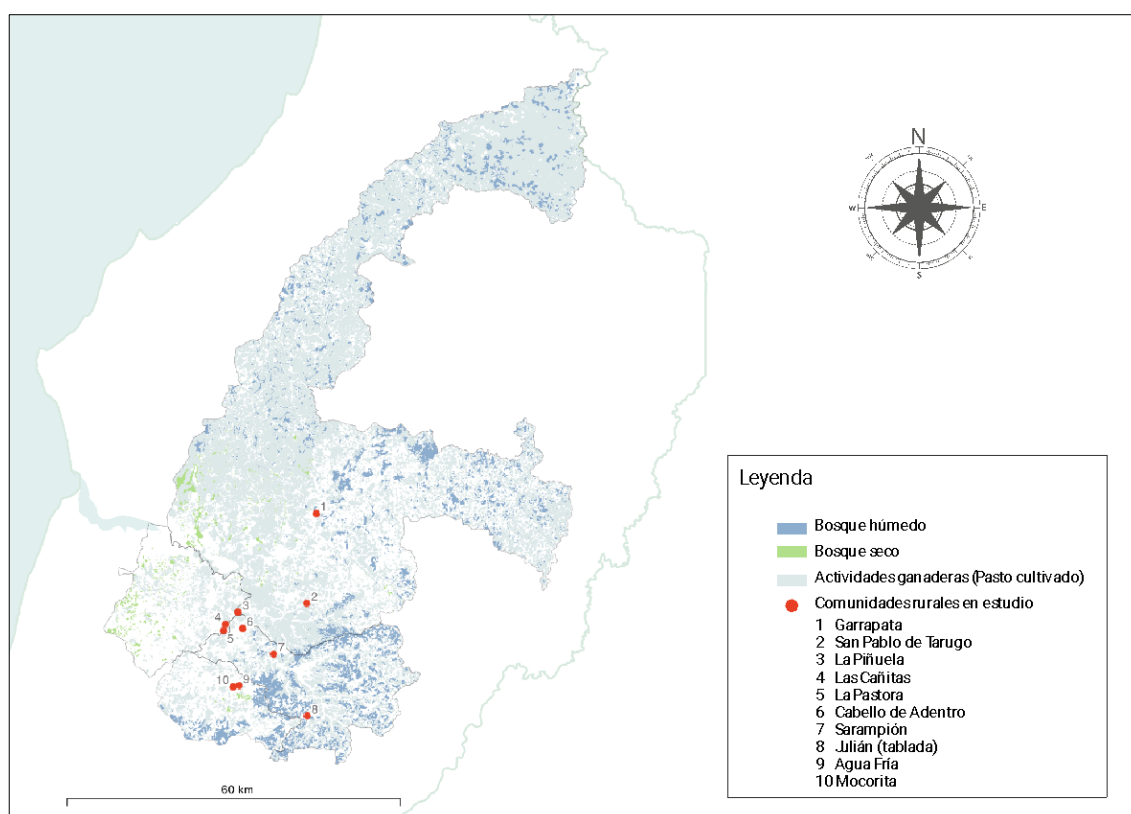 N
W
E
S
1
2
3
4
6
5
7
10
9
8
60 km
Leyenda
Bosque húmedo
Bosque seco
Actividades ganaderas (Pasto cultivado)
Comunidades rurales en estudio
1 Garrapata
2 San Pablo de Tarugo
3 La Piñuela
4 Las Cañitas
5 La Pastora
6 Cabello de Adentro
7 Sarampión
8 Julián (tablada)
9 Agua Fría
10 Mocorita